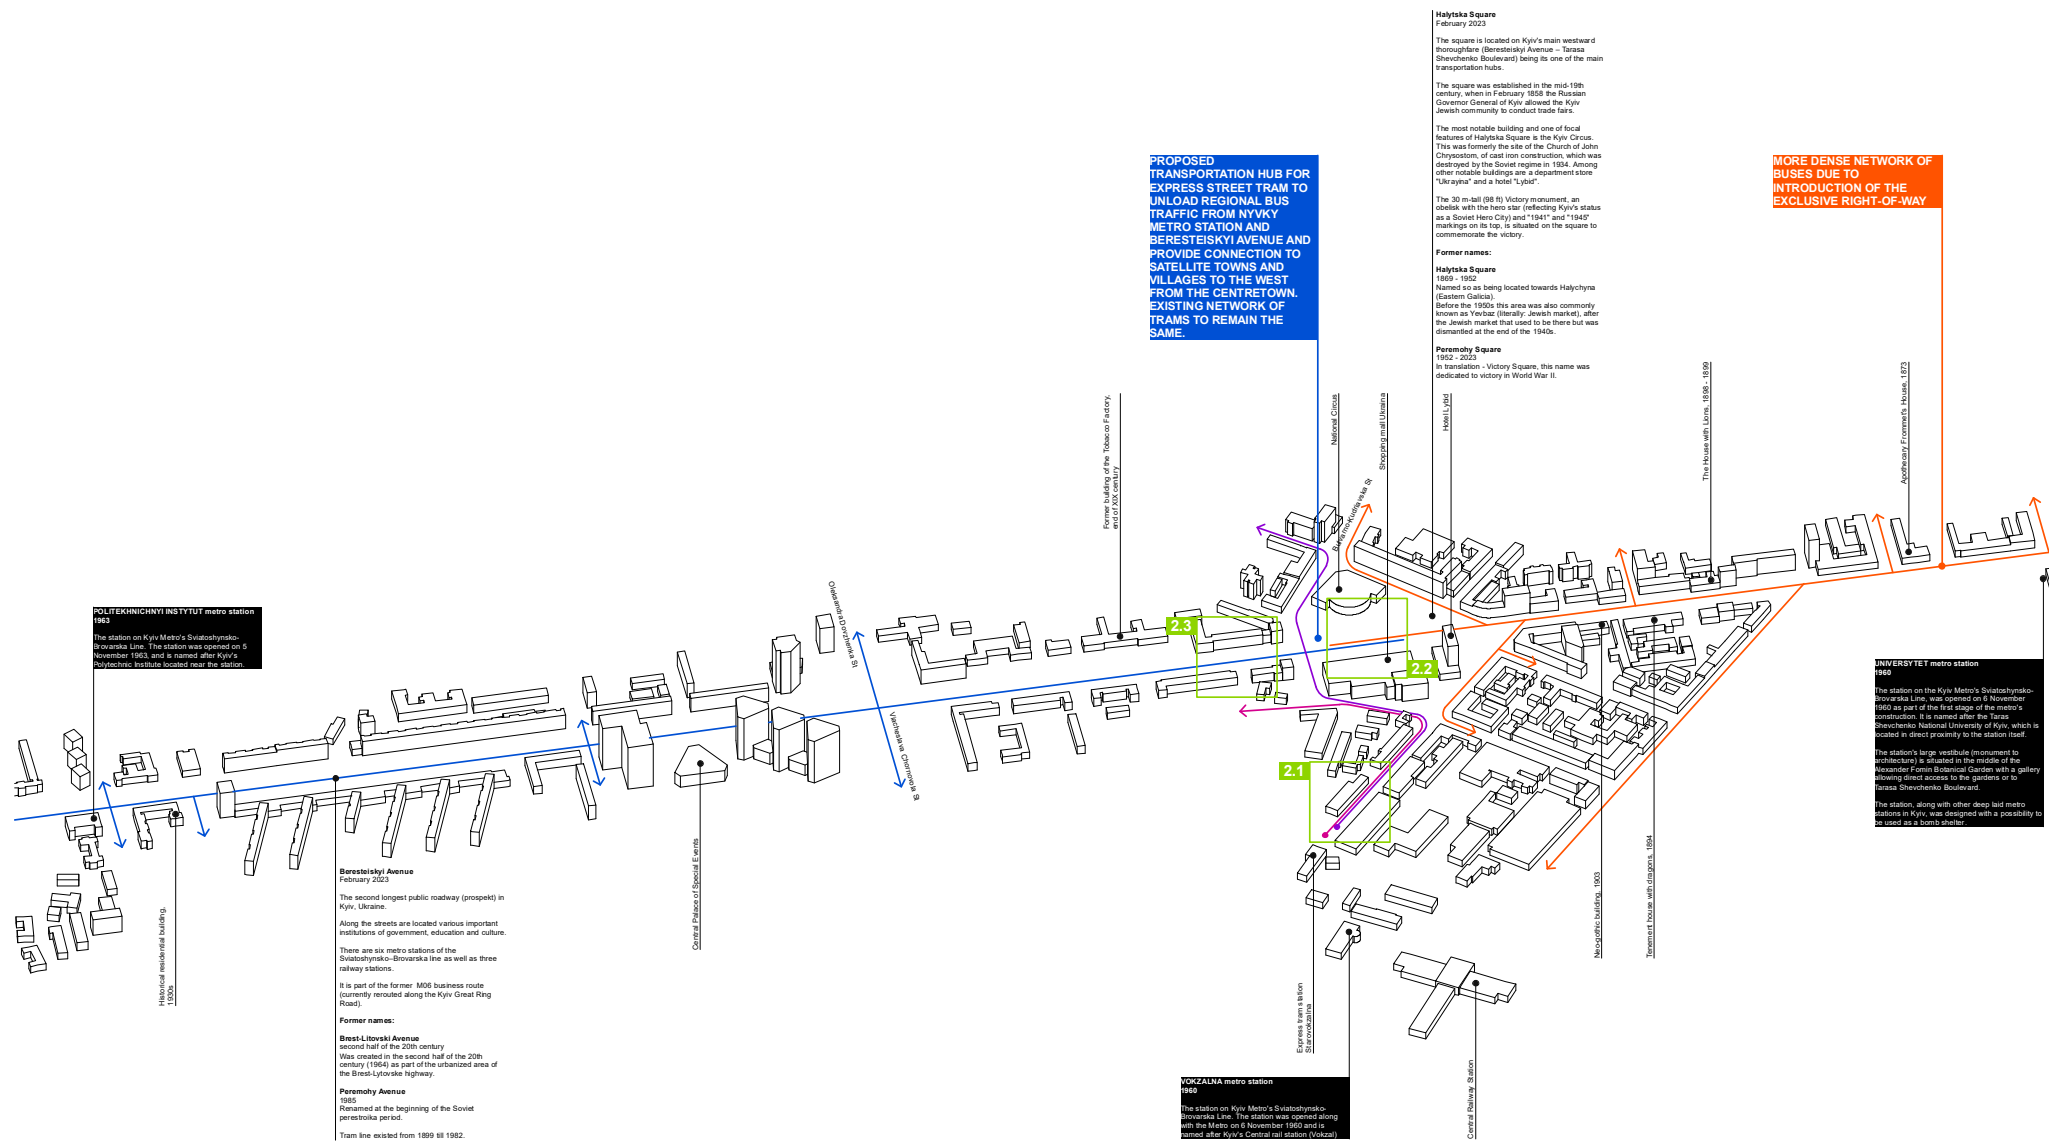 Halytska Square
February 2023
The square is located on Kyiv's main westward
thoroughfare (Beresteiskyi Avenue – Tarasa
Shevchenko Boulevard) being its one of the main
transportation hubs.
The square was established in the mid-19th
century, when in February 1858 the Russian
Governor General of Kyiv allowed the Kyiv
Jewish community to conduct trade fairs.
The most notable building and one of focal
features of Halytska Square is the Kyiv Circus.
This was formerly the site of the Church of John
Chrysostom, of cast iron construction, which was
destroyed by the Soviet regime in 1934. Among
other notable buildings are a department store
"Ukrayina" and a hotel "Lybid".
The 30 m-tall (98 ft) Victory monument, an
obelisk with the hero star (reflecting Kyiv's status
as a Soviet Hero City) and "1941" and "1945"
markings on its top, is situated on the square to
commemorate the victory.
Former names:
Halytska Square
1869 - 1952
Named so as being located towards Halychyna
(Eastern Galicia).
Before the 1950s this area was also commonly
known as Yevbaz (literally: Jewish market), after
the Jewish market that used to be there but was
dismantled at the end of the 1940s.
Peremohy Square
1952 - 2023
In translation - Victory Square, this name was
dedicated to victory in World War II.
PROPOSED
TRANSPORTATION HUB FOR
EXPRESS STREET TRAM TO
UNLOAD REGIONAL BUS
TRAFFIC FROM NYVKY
METRO STATION AND
BERESTEISKYI AVENUE AND
PROVIDE CONNECTION TO
SATELLITE TOWNS AND
VILLAGES TO THE WEST
FROM THE CENTRETOWN.
EXISTING NETWORK OF
TRAMS TO REMAIN THE
SAME.
MORE DENSE NETWORK OF
BUSES DUE TO
INTRODUCTION OF THE
EXCLUSIVE RIGHT-OF-WAY
Former building of the Tobacco Factory,
end of XIX century
National Circus
Bulvarno-Kudriavska St
Shopping mall Ukraina
Hotel Lybid
The House with Lions, 1898 - 1899
Apothecary Frommet's House, 1873
POLITEKHNICHNYI INSTYTUT metro station
1963
The station on Kyiv Metro's Sviatoshynsko-
Brovarska Line. The station was opened on 5
November 1963, and is named after Kyiv's
Polytechnic Institute located near the station.
Oleksandra Dovzhenka St
Viacheslava Chornovola St
2.3
2.2
2.1
UNIVERSYTET metro station
1960
The station on the Kyiv Metro's Sviatoshynsko-
Brovarska Line, was opened on 6 November
1960 as part of the first stage of the metro's
construction. It is named after the Taras
Shevchenko National University of Kyiv, which is
located in direct proximity to the station itself.
The station's large vestibule (monument to
architecture) is situated in the middle of the
Alexander Fomin Botanical Garden with a gallery
allowing direct access to the gardens or to
Tarasa Shevchenko Boulevard.
The station, along with other deep laid metro
stations in Kyiv, was designed with a possibility to
be used as a bomb shelter.
Historical residential building,
1930s
Beresteiskyi Avenue
February 2023
The second longest public roadway (prospekt) in
Kyiv, Ukraine.
Along the streets are located various important
institutions of government, education and culture.
There are six metro stations of the
Sviatoshynsko–Brovarska line as well as three
railway stations.
It is part of the former M06 business route
(currently rerouted along the Kyiv Great Ring
Road).
Former names:
Brest-Litovski Avenue
second half of the 20th century
Was created in the second half of the 20th
century (1964) as part of the urbanized area of
the Brest-Lytovske highway.
Peremohy Avenue
1985
Renamed at the beginning of the Soviet
perestroika period.
Tram line existed from 1899 till 1982.
Central Palace of Special Events
Neo-gothic building, 1903
Tenement house with dragons, 1894
Express tram station
Starovokzalna
Central Railway Station
VOKZALNA metro station
1960
The station on Kyiv Metro's Sviatoshynsko-
Brovarska Line. The station was opened along
with the Metro on 6 November 1960 and is
named after Kyiv's Central rail station (Vokzal)